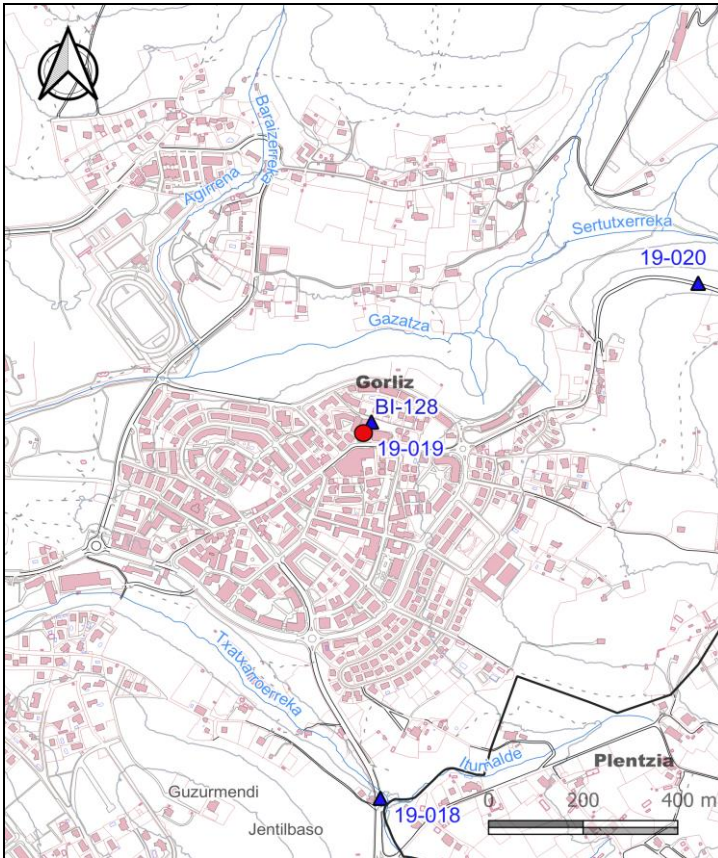 Baraizerreka
Agirrena
Sertutxerreka
19-020
Gazatza
Gorliz
BI-128
19-019
Txatxarroerreka
Iturralde
Plentzia
Guzurmendi
19-018
Jentilbaso
0 200 400 m